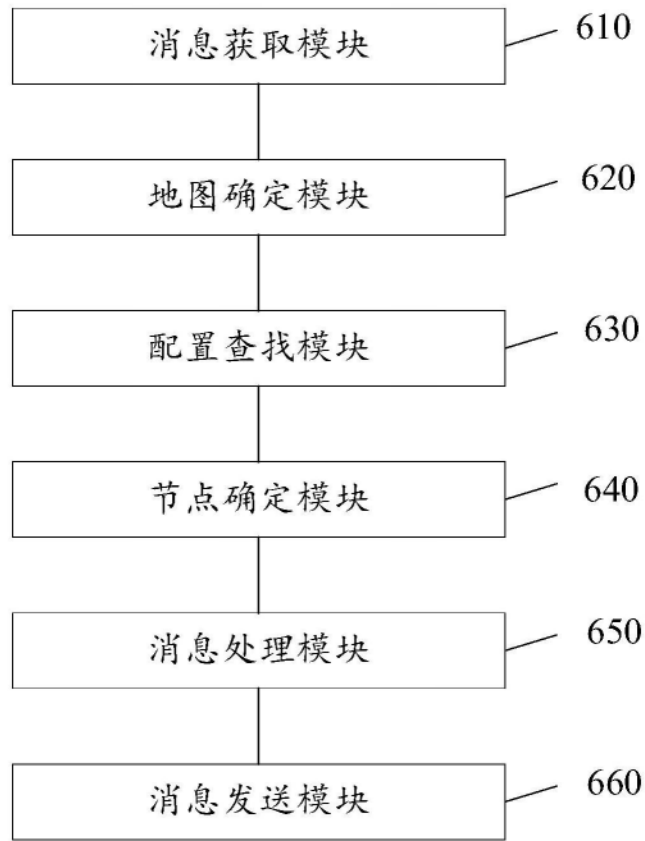 消息获取模块 610
地图确定模块 620
配置查找模块 630
节点确定模块 640
消息处理模块 650
消息发送模块 660